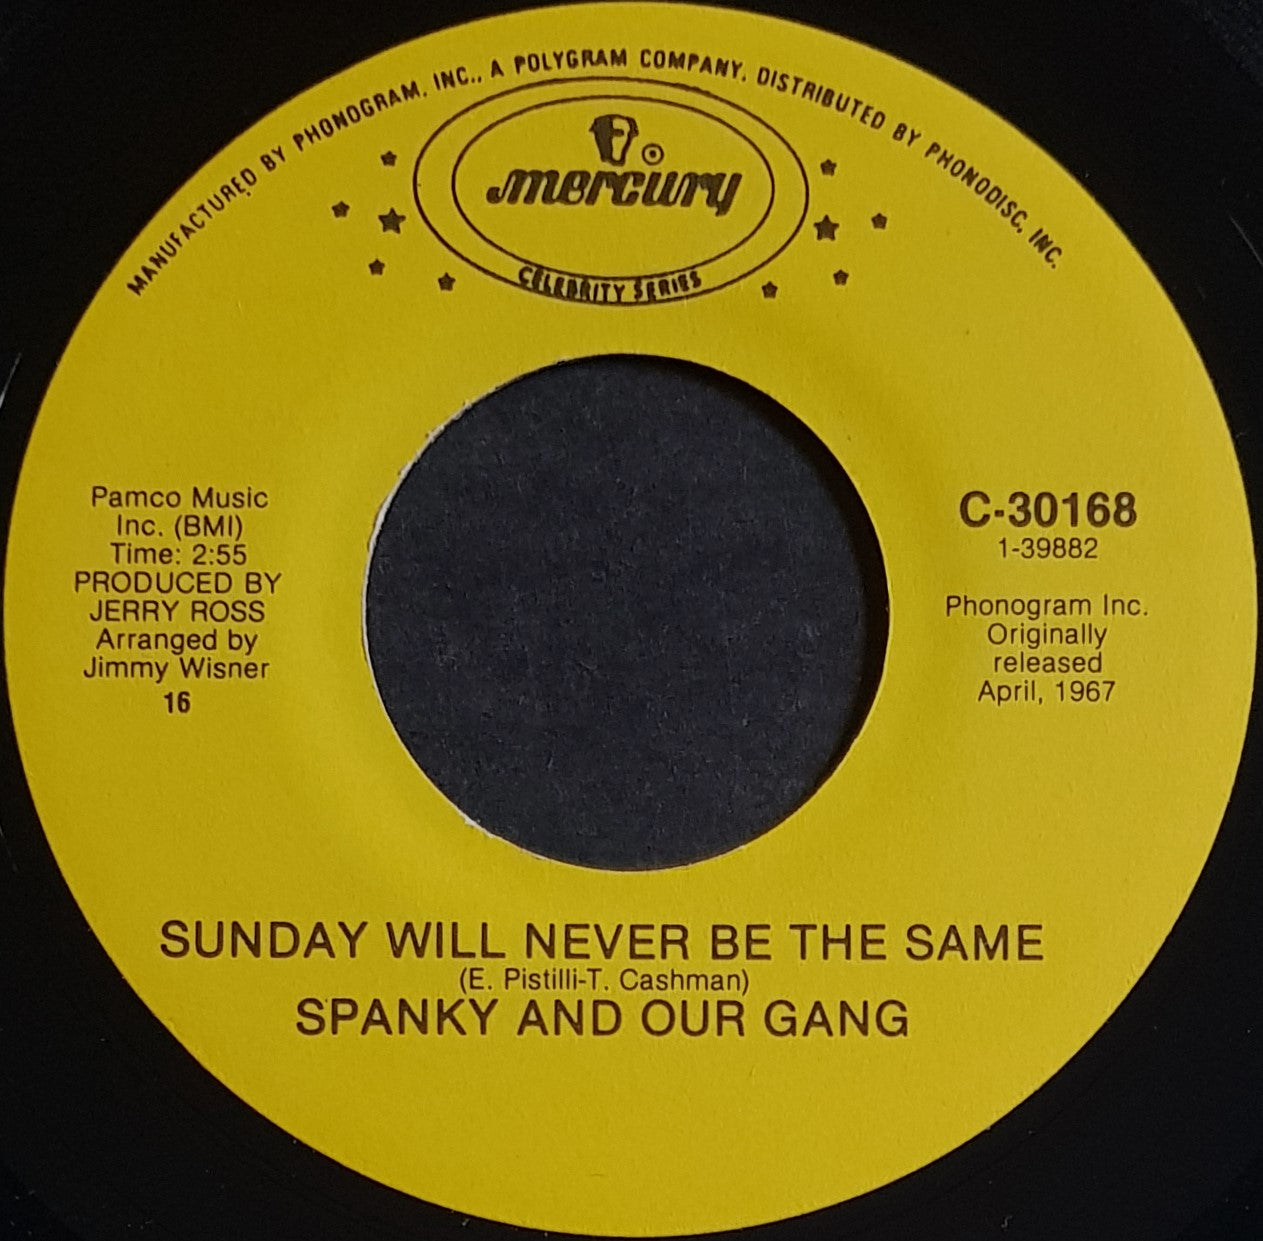 MANUFACTURED BY PHONOGRAM, INC., A POLYGRAM COMPANY, DISTRIBUTED BY PHONODISC, INC.
mercury
CELEBRITY SERIES
Pamco Music
Inc. (BMI)
Time: 2:55
PRODUCED BY
JERRY ROSS
Arranged by
Jimmy Wisner
16
C-30168
1-39882
Phonogram Inc.
Originally
released
April, 1967
SUNDAY WILL NEVER BE THE SAME
(E. Pistilli-T. Cashman)
SPANKY AND OUR GANG